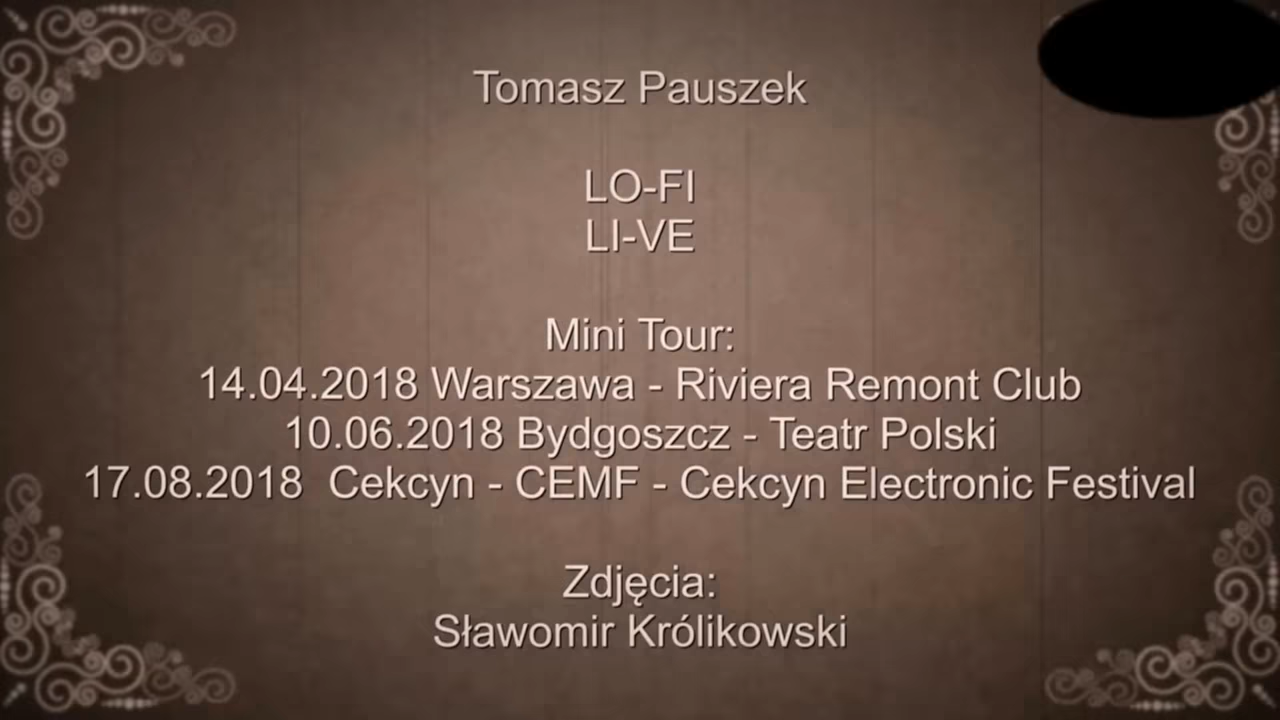 Tomasz Pauszek
LO-FI
LI-VE
Mini Tour:
14.04.2018 Warszawa - Riviera Remont Club
10.06.2018 Bydgoszcz - Teatr Polski
17.08.2018 Cekcyn - CEMF - Cekcyn Electronic Festival
Zdjęcia:
Sławomir Królikowski